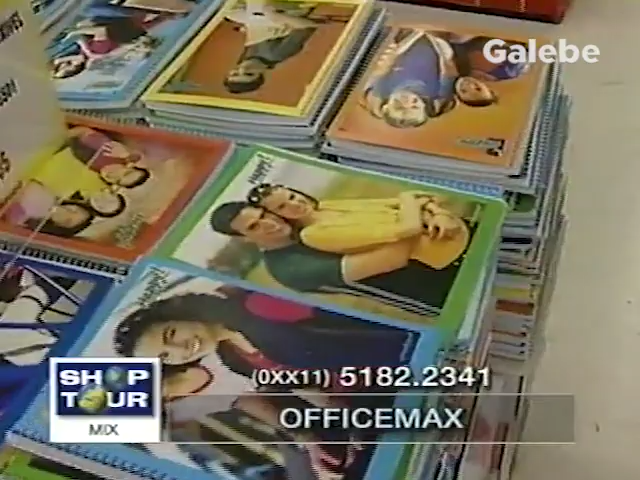 Galebe
SHOP
TOUR
MIX
(0XX11) 5182.2341
OFFICEMAX